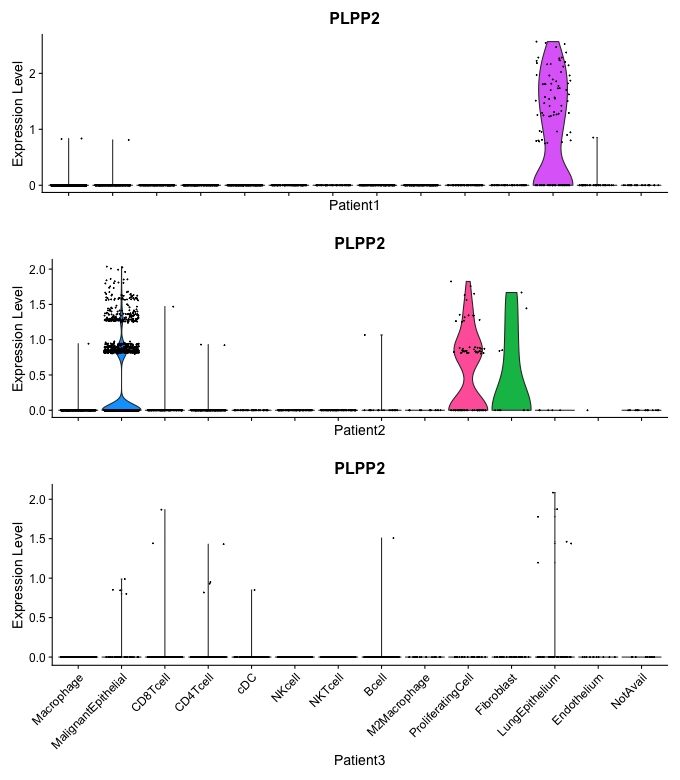 PLPP2
Expression Level
2
1
0
Patient1
PLPP2
Expression Level
2.0
1.5
1.0
0.5
0.0
Patient2
PLPP2
Expression Level
2.0
1.5
1.0
0.5
0.0
Macrophage
MalignantEpithelial
CD8Tcell
CD4Tcell
cDC
NKcell
NKTcell
Bcell
M2Macrophage
ProliferatingCell
Fibroblast
LungEpithelium
Endothelium
NotAvail
Patient3